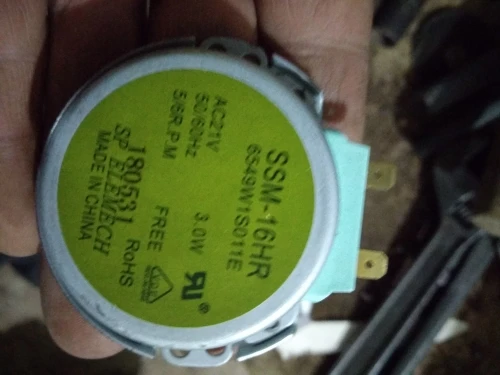 SSM-16HR
6549W1S011E
AC21V
50/60Hz 3.0W
5/6R.P.M
FREE
180531 RoHS
SP ELEMECH
MADE IN CHINA